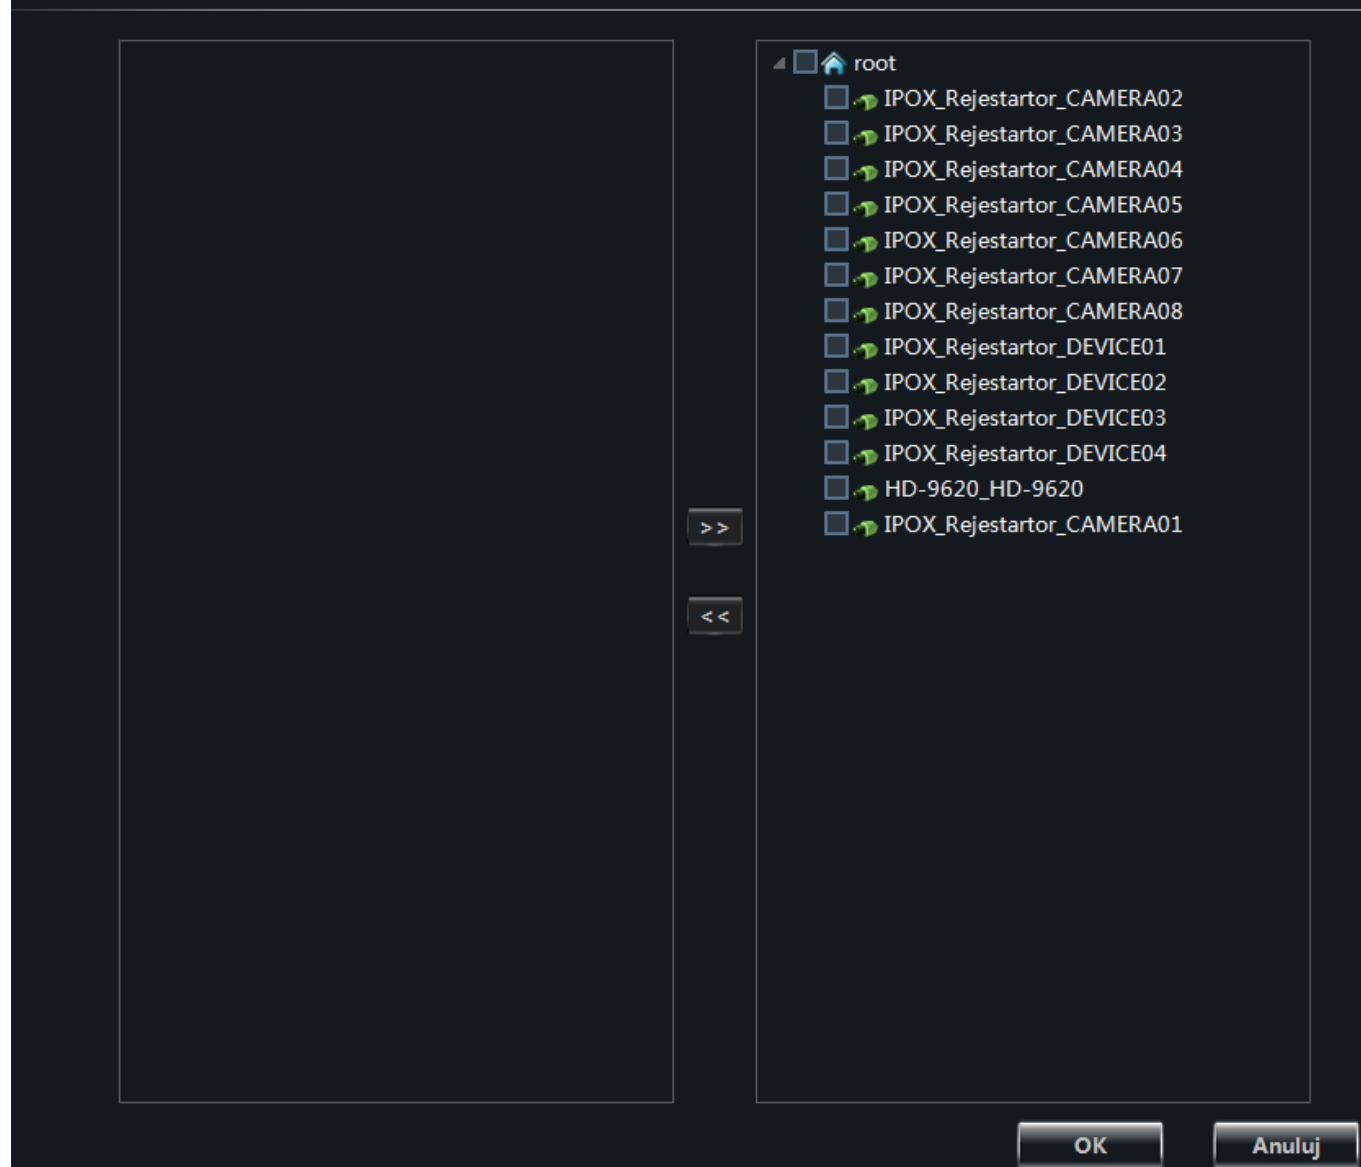 root
IPOX_Rejestartor_CAMERA02
IPOX_Rejestartor_CAMERA03
IPOX_Rejestartor_CAMERA04
IPOX_Rejestartor_CAMERA05
IPOX_Rejestartor_CAMERA06
IPOX_Rejestartor_CAMERA07
IPOX_Rejestartor_CAMERA08
IPOX_Rejestartor_DEVICE01
IPOX_Rejestartor_DEVICE02
IPOX_Rejestartor_DEVICE03
IPOX_Rejestartor_DEVICE04
HD-9620_HD-9620
IPOX_Rejestartor_CAMERA01
>>
<<
OK Anuluj